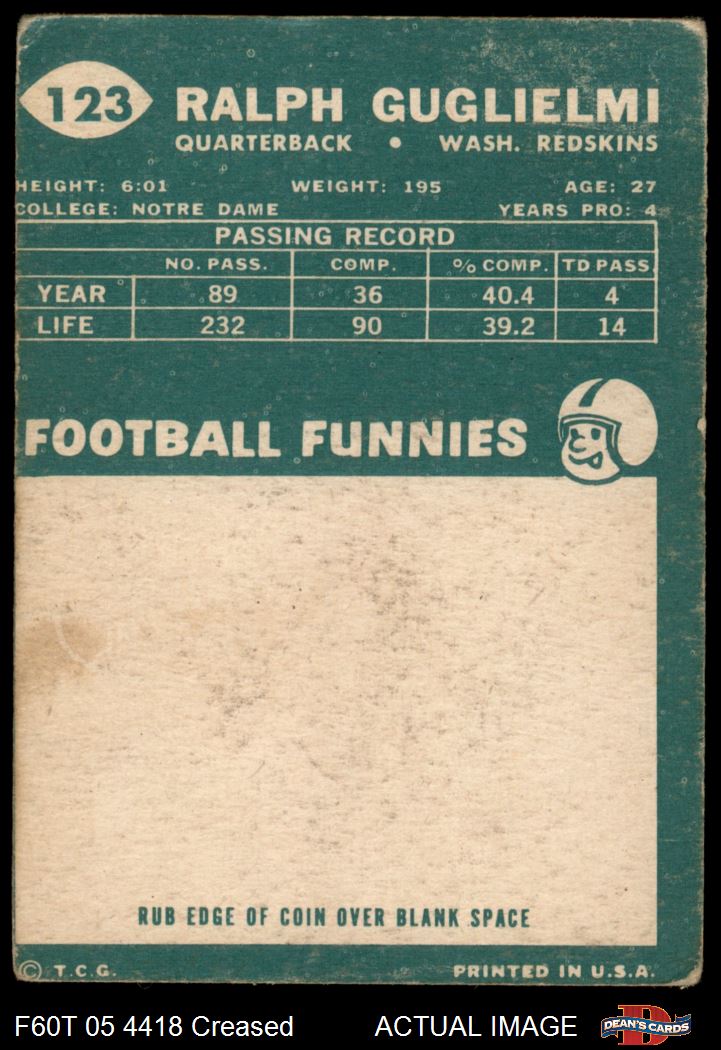 123 RALPH GUGLIELMI
QUARTERBACK • WASH. REDSKINS
HEIGHT: 6:01 WEIGHT: 195 AGE: 27
COLLEGE: NOTRE DAME YEARS PRO: 4
PASSING RECORD
NO. PASS. COMP. % COMP. TD PASS.
YEAR 89 36 40.4 4
LIFE 232 90 39.2 14
FOOTBALL FUNNIES
RUB EDGE OF COIN OVER BLANK SPACE
© T.C.G. PRINTED IN U.S.A.
F60T 05 4418 Creased ACTUAL IMAGE DEAN'S CARDS